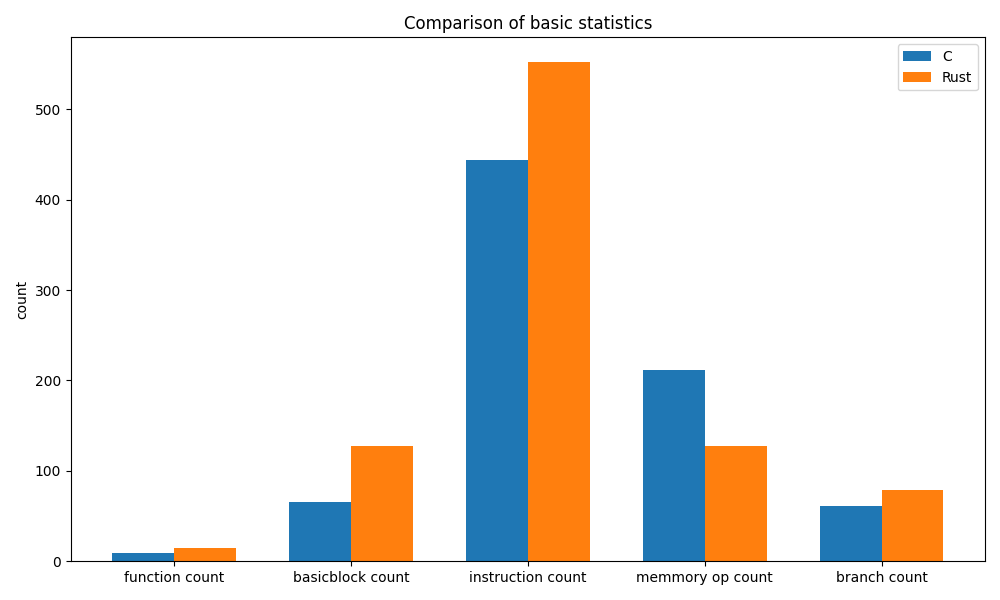 Comparison of basic statistics
C
Rust
count
500
400
300
200
100
0
function count
basicblock count
instruction count
memmory op count
branch count